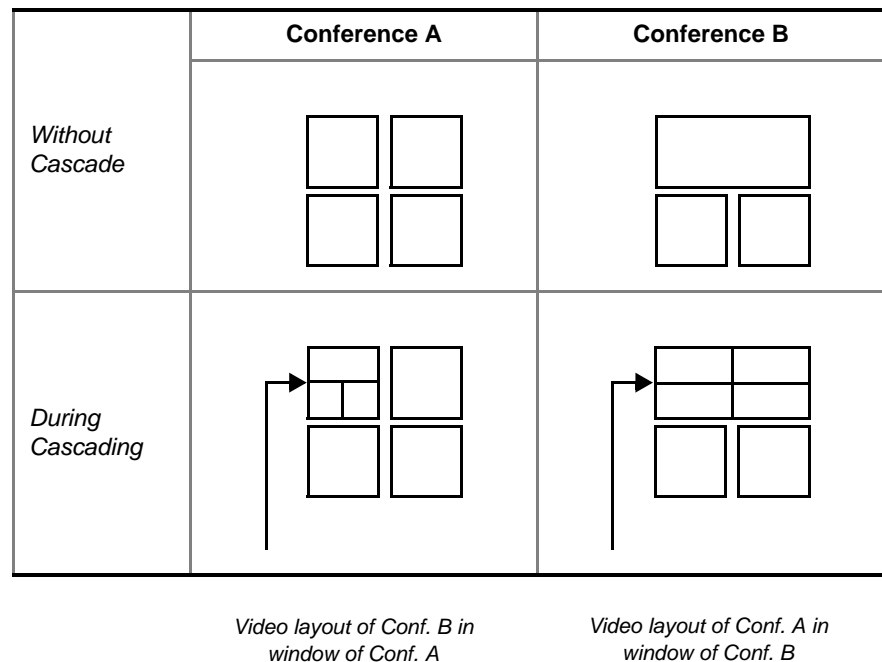 Conference A
Conference B
Without
Cascade
During
Cascading
Video layout of Conf. B in
window of Conf. A
Video layout of Conf. A in
window of Conf. B